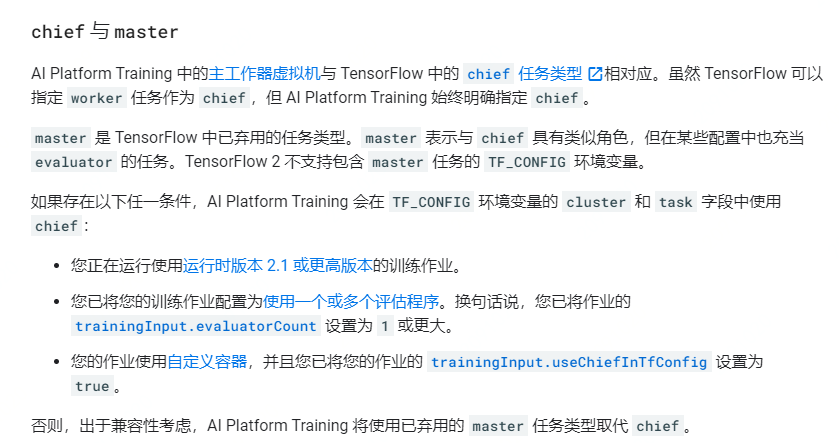 chief 与 master
AI Platform Training 中的主工作器虚拟机与 TensorFlow 中的 chief 任务类型 相对应。虽然 TensorFlow 可以
指定 worker 任务作为 chief ，但 AI Platform Training 始终明确指定 chief 。
master 是 TensorFlow 中已弃用的任务类型。master 表示与 chief 具有类似角色，但在某些配置中也充当
evaluator 的任务。TensorFlow 2 不支持包含 master 任务的 TF_CONFIG 环境变量。
如果存在以下任一条件，AI Platform Training 会在 TF_CONFIG 环境变量的 cluster 和 task 字段中使用
chief：
• 您正在运行使用运行时版本 2.1 或更高版本的训练作业。
• 您已将您的训练作业配置为使用一个或多个评估程序。换句话说，您已将作业的
trainingInput.evaluatorCount 设置为 1 或更大。
• 您的作业使用自定义容器，并且您已将您的作业的 trainingInput.useChiefInTfConfig 设置为
true。
否则，出于兼容性考虑，AI Platform Training 将使用已弃用的 master 任务类型取代 chief 。